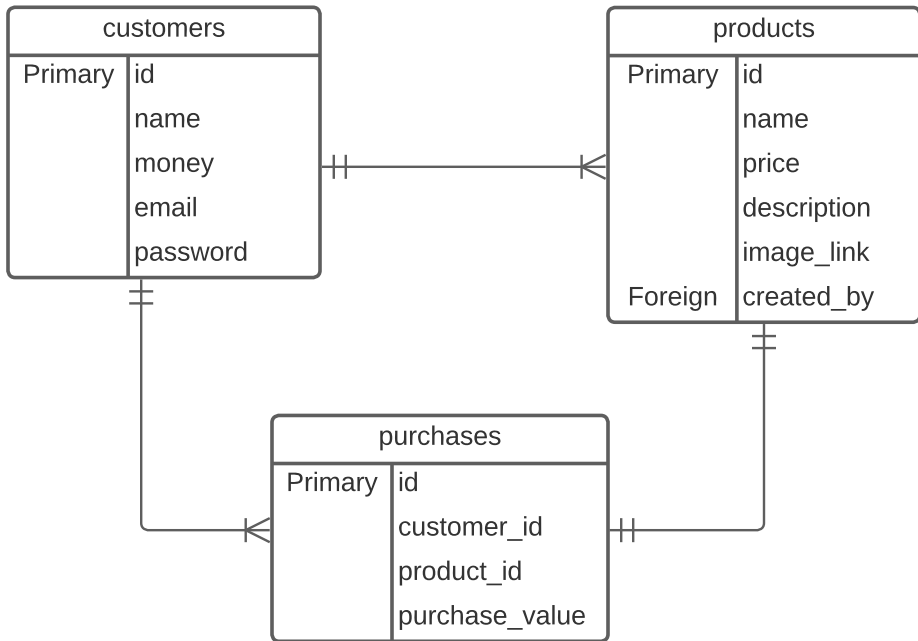 customers
Primary id
name
money
email
password
products
Primary id
name
price
description
image_link
Foreign created_by
purchases
Primary id
customer_id
product_id
purchase_value